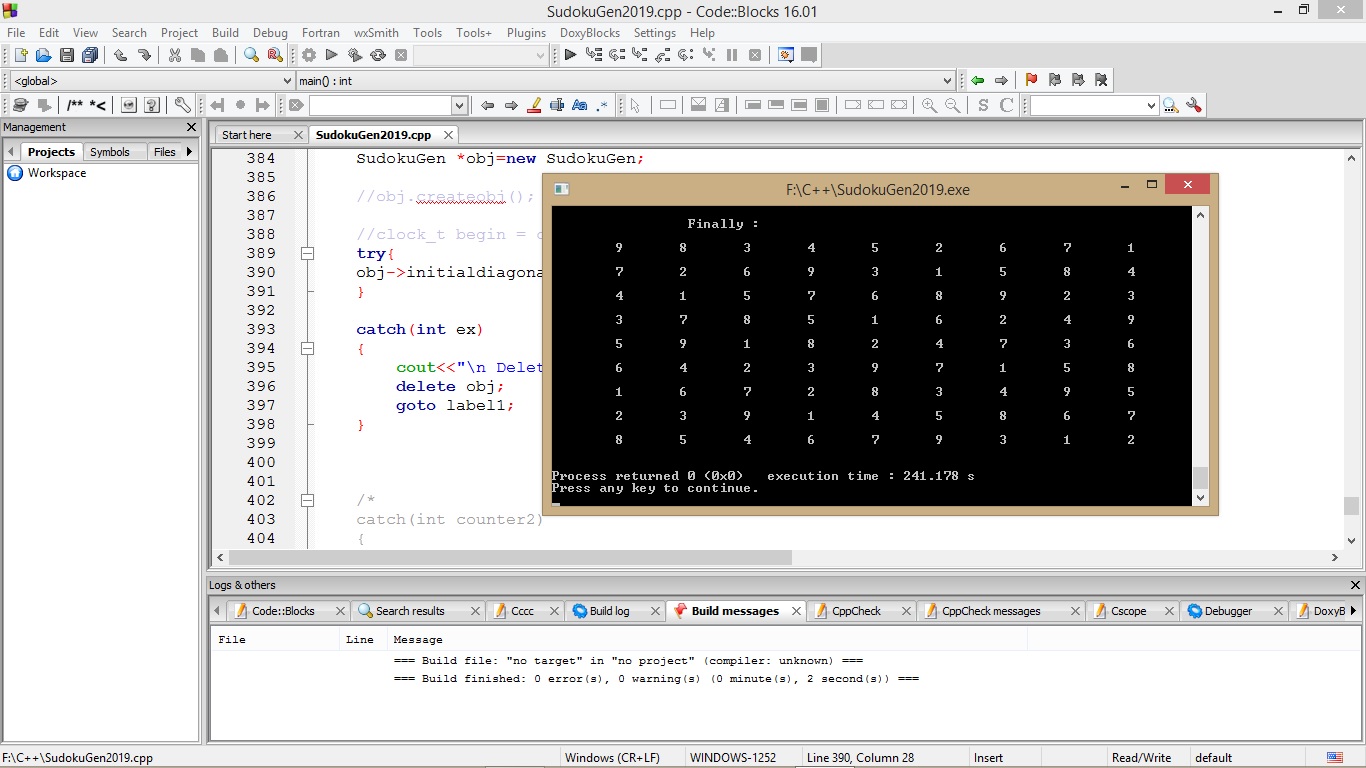 SudokuGen2019.cpp - Code::Blocks 16.01
File Edit View Search Project Build Debug Fortran wxSmith Tools Tools+ Plugins DoxyBlocks Settings Help
<global> main() : int
/** *<
Aa .* S C
Management
Projects Symbols Files
Workspace
Start here SudokuGen2019.cpp
384 SudokuGen *obj=new SudokuGen;
385
386 //obj.createobj();
387
388 //clock_t begin = c
389 try{
390 obj->initialdiagona
391 }
392
393 catch(int ex)
394 {
395 cout<<"\n Delet
396 delete obj;
397 goto label1;
398 }
399
400
401
402 /*
403 catch(int counter2)
404 {
F:\C++\SudokuGen2019.exe
Finally :
9 8 3 4 5 2 6 7 1
7 2 6 9 3 1 5 8 4
4 1 5 7 6 8 9 2 3
3 7 8 5 1 6 2 4 9
5 9 1 8 2 4 7 3 6
6 4 2 3 9 7 1 5 8
1 6 7 2 8 3 4 9 5
2 3 9 1 4 5 8 6 7
8 5 4 6 7 9 3 1 2
Process returned 0 (0x0)   execution time : 241.178 s
Press any key to continue.
Logs & others
Code::Blocks Search results Cccc Build log Build messages CppCheck CppCheck messages Cscope Debugger DoxyB
File Line Message
=== Build file: "no target" in "no project" (compiler: unknown) ===
=== Build finished: 0 error(s), 0 warning(s) (0 minute(s), 2 second(s)) ===
F:\C++\SudokuGen2019.cpp Windows (CR+LF) WINDOWS-1252 Line 390, Column 28 Insert Read/Write default